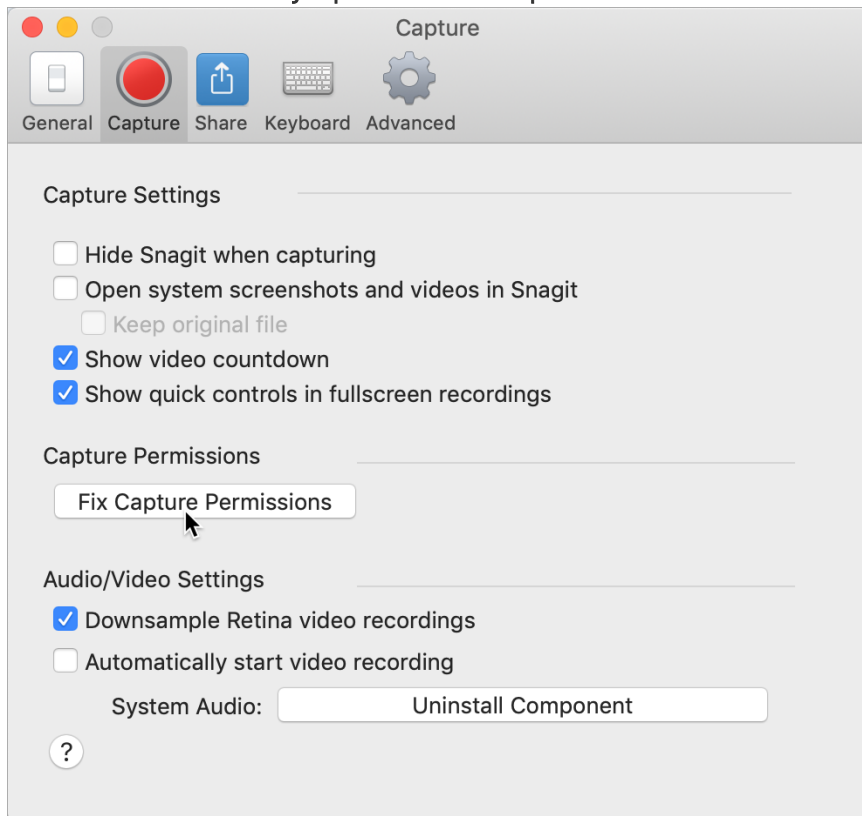 Capture
General Capture Share Keyboard Advanced
Capture Settings
Hide Snagit when capturing
Open system screenshots and videos in Snagit
Keep original file
Show video countdown
Show quick controls in fullscreen recordings
Capture Permissions
Fix Capture Permissions
Audio/Video Settings
Downsample Retina video recordings
Automatically start video recording
System Audio: Uninstall Component
?